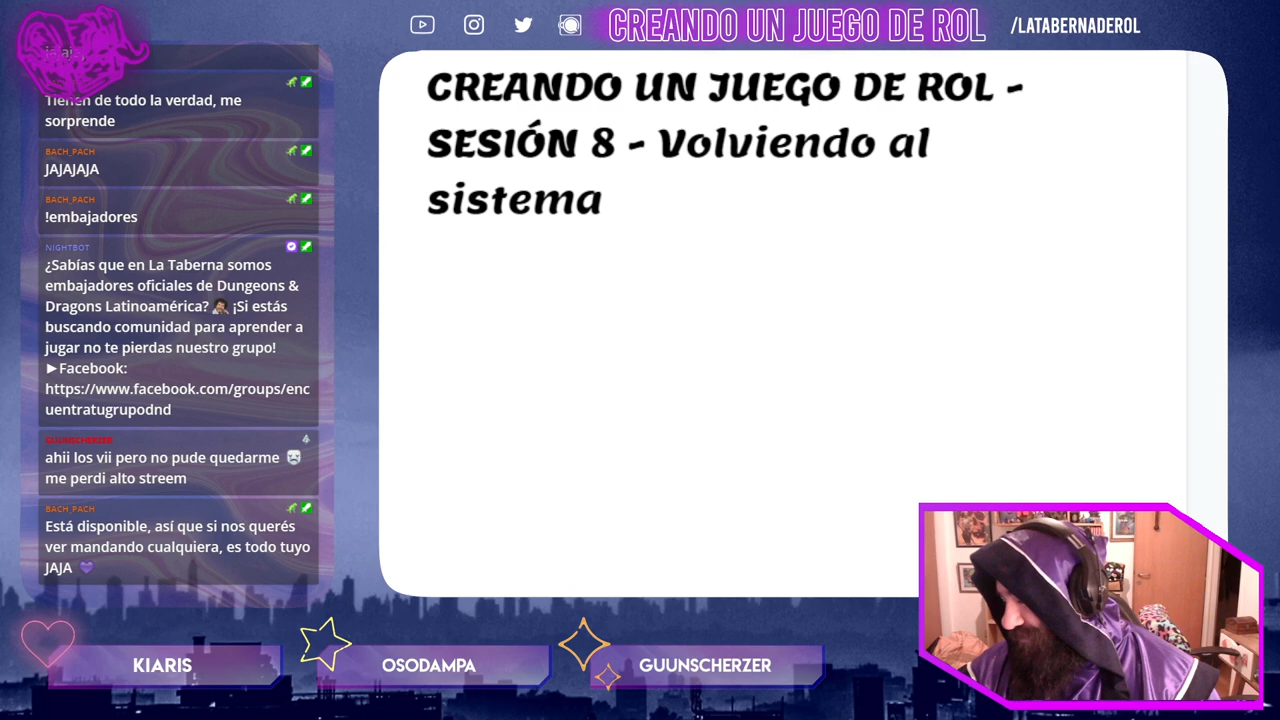 CREANDO UN JUEGO DE ROL
/LATABERNADEROL
jajaja
Tienen de todo la verdad, me
sorprende
BACH_PACH
JAJAJAJA
BACH_PACH
!embajadores
NIGHTBOT
¿Sabías que en La Taberna somos
embajadores oficiales de Dungeons &
Dragons Latinoamérica? ¡Si estás
buscando comunidad para aprender a
jugar no te pierdas nuestro grupo!
►Facebook:
https://www.facebook.com/groups/enc
uentratugrupodnd
GUUNSCHERZER
ahii los vii pero no pude quedarme
me perdi alto streem
BACH_PACH
Está disponible, así que si nos querés
ver mandando cualquiera, es todo tuyo
JAJA
CREANDO UN JUEGO DE ROL -
SESIÓN 8 - Volviendo al
sistema
KIARIS
OSODAMPA
GUUNSCHERZER